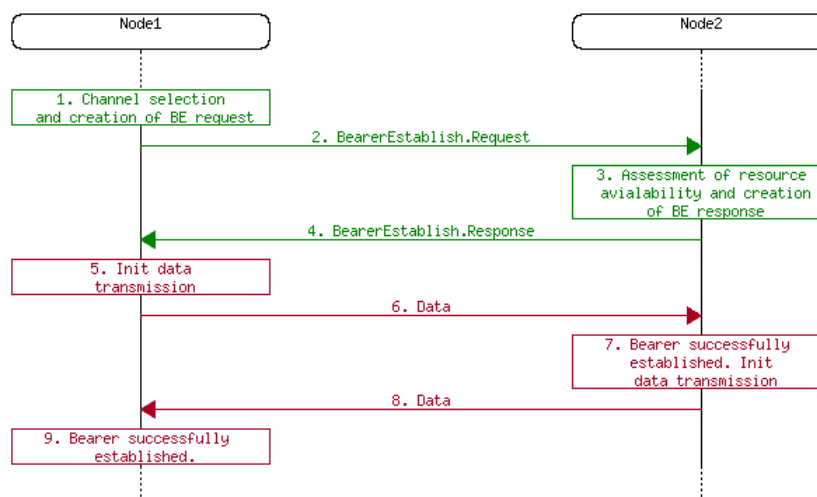 Node1
Node2
1. Channel selection
and creation of BE request
2. BearerEstablish.Request
3. Assessment of resource
avialability and creation
of BE response
4. BearerEstablish.Response
5. Init data
transmission
6. Data
7. Bearer successfully
established. Init
data transmission
8. Data
9. Bearer successfully
established.